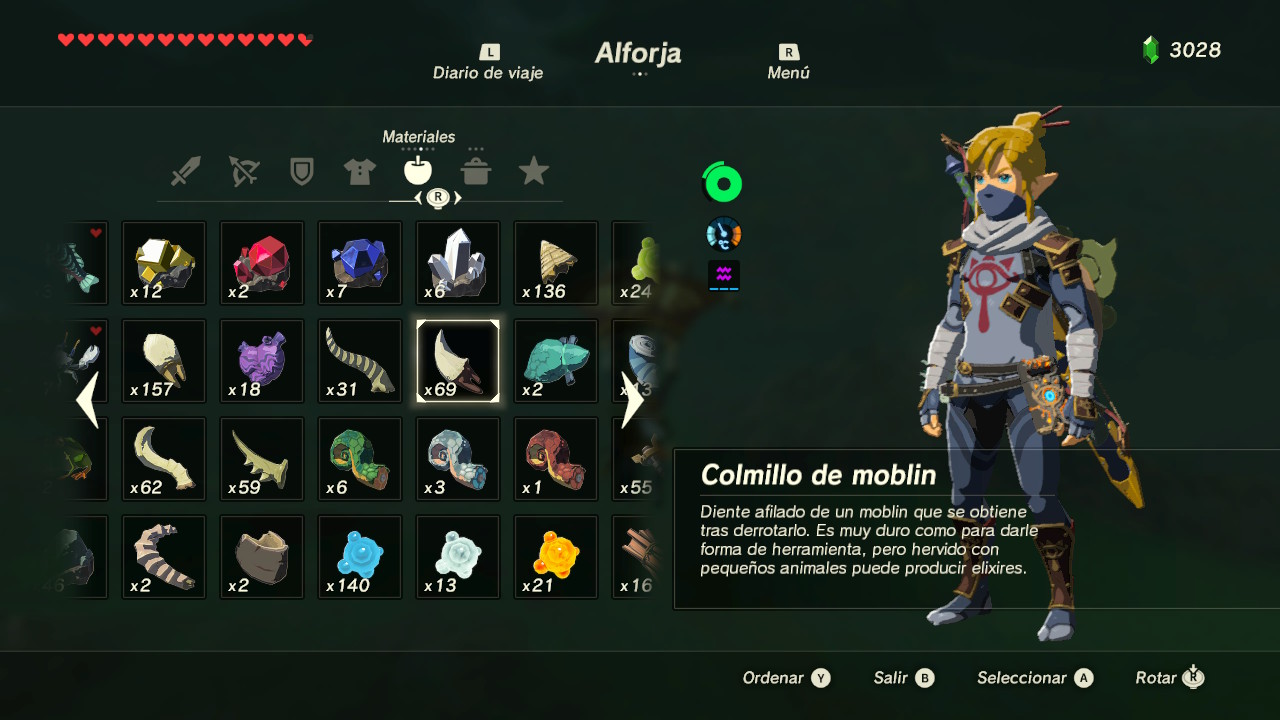 L
Diario de viaje
Alforja
R
Menú
3028
Materiales
R
°C
x12
x2
x7
x6
x136
x24
x157
x18
x31
x69
x2
x62
x59
x6
x3
x1
x55
x2
x2
x140
x13
x21
x16
Colmillo de moblin
Diente afilado de un moblin que se obtiene
tras derrotarlo. Es muy duro como para darle
forma de herramienta, pero hervido con
pequeños animales puede producir elixires.
Ordenar Y
Salir B
Seleccionar A
Rotar R